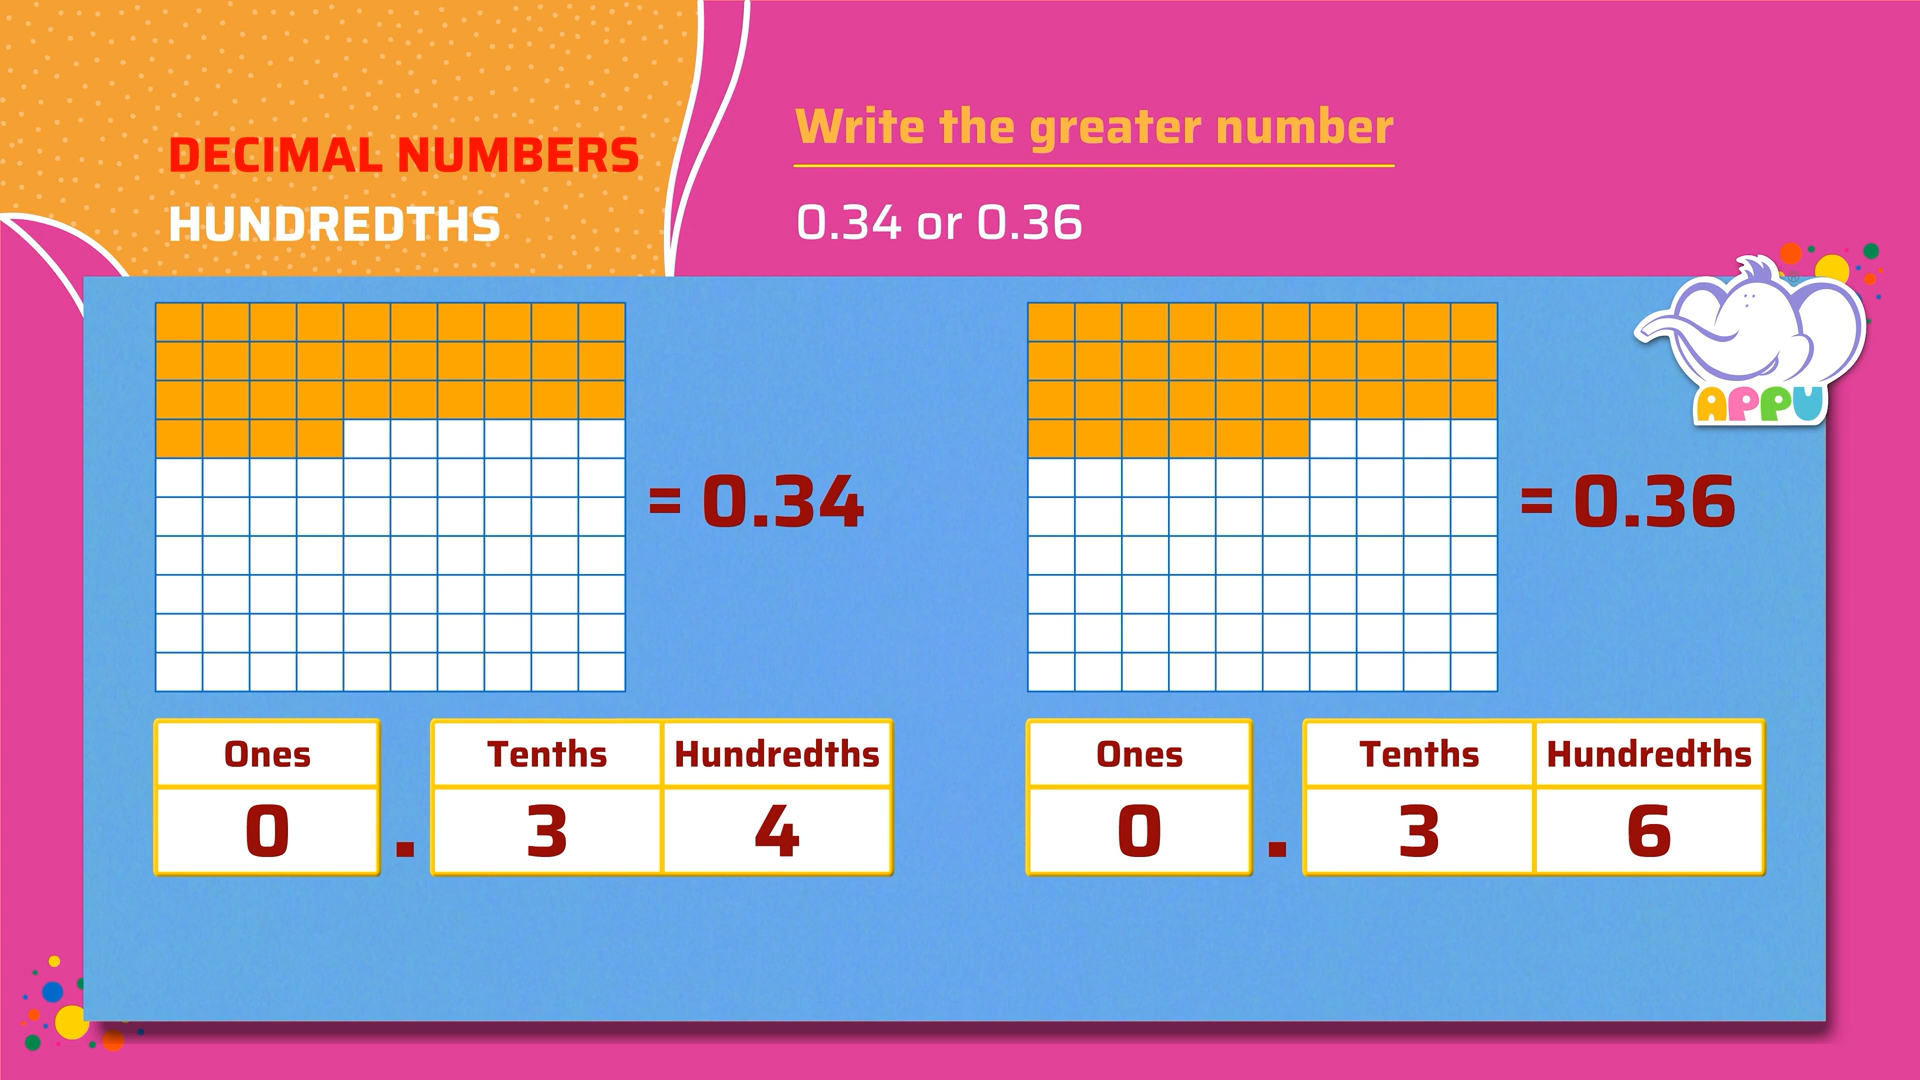 DECIMAL NUMBERS
HUNDREDTHS
Write the greater number
0.34 or 0.36
APPU
= 0.34
= 0.36
Ones Tenths Hundredths
0 . 3 4
Ones Tenths Hundredths
0 . 3 6